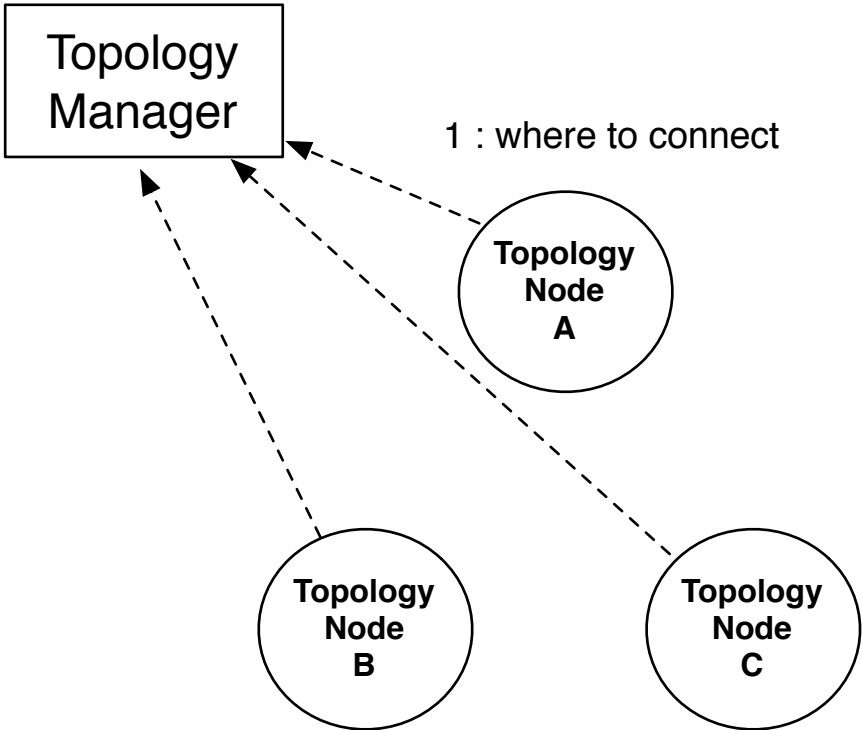 Topology
Manager
1 : where to connect
Topology
Node
A
Topology
Node
B
Topology
Node
C